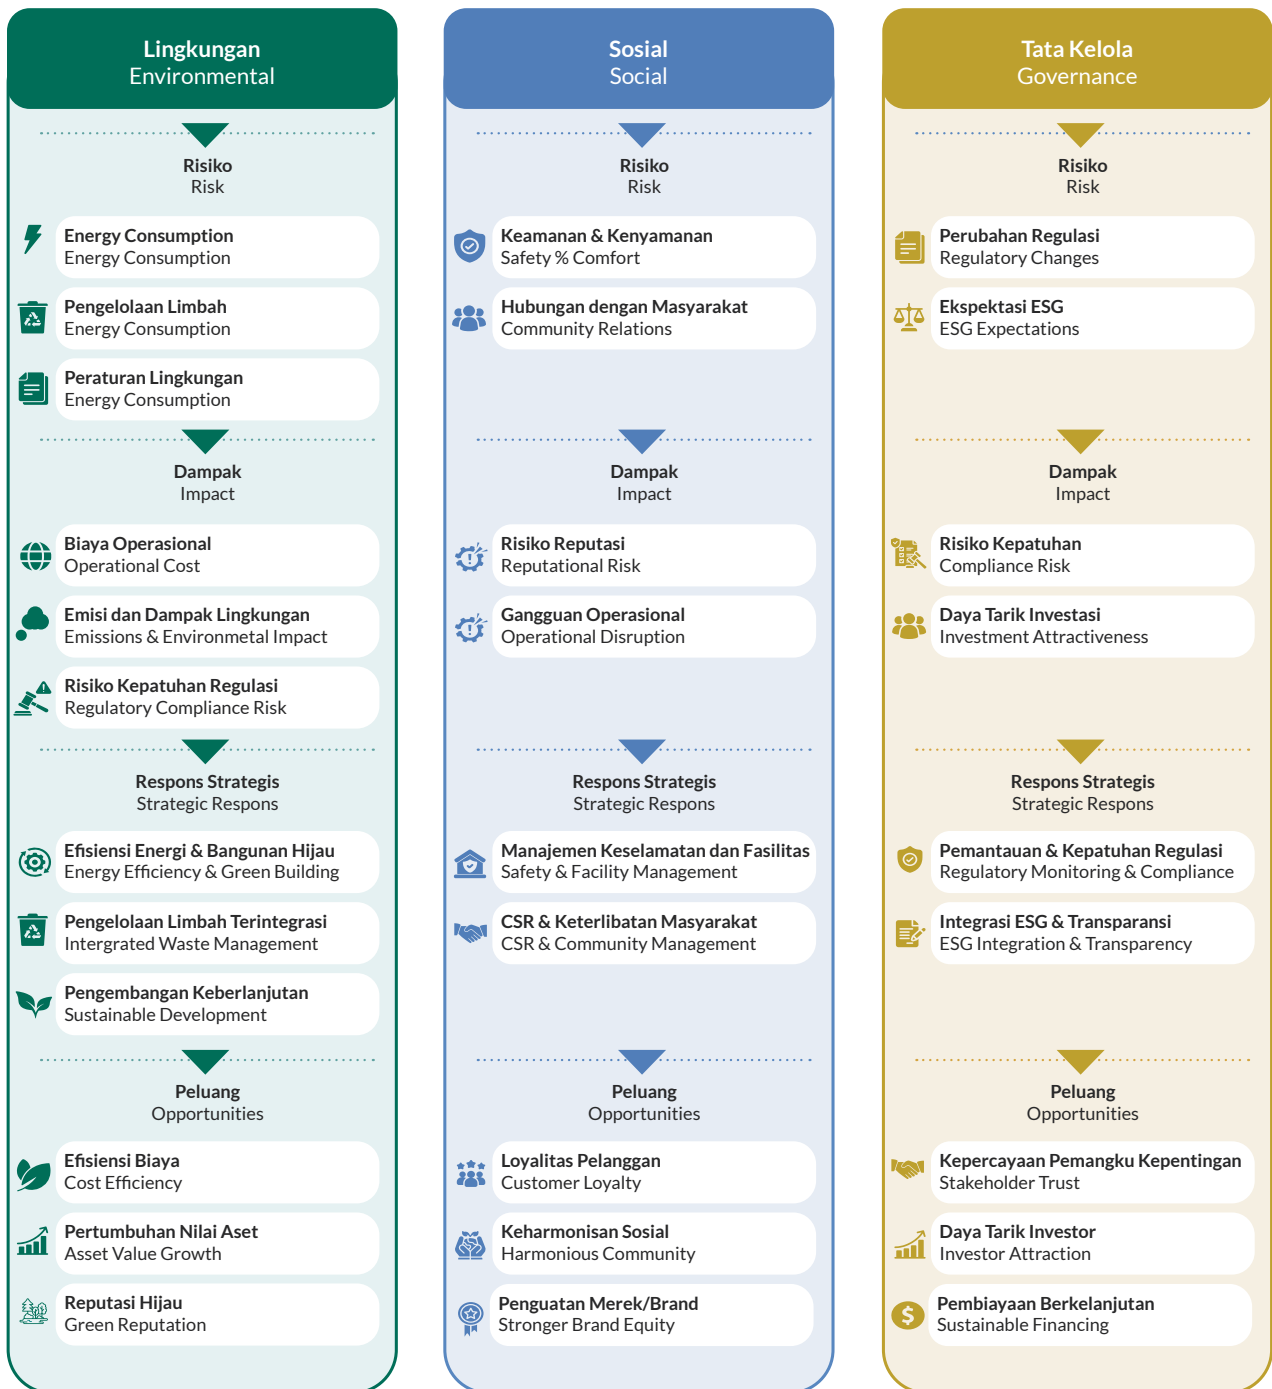 Lingkungan
Environmental
Risiko
Risk
Energy Consumption
Energy Consumption
Pengelolaan Limbah
Energy Consumption
Peraturan Lingkungan
Energy Consumption
Dampak
Impact
Biaya Operasional
Operational Cost
Emisi dan Dampak Lingkungan
Emissions & Environmetal Impact
Risiko Kepatuhan Regulasi
Regulatory Compliance Risk
Respons Strategis
Strategic Respons
Efisiensi Energi & Bangunan Hijau
Energy Efficiency & Green Building
Pengelolaan Limbah Terintegrasi
Intergrated Waste Management
Pengembangan Keberlanjutan
Sustainable Development
Peluang
Opportunities
Efisiensi Biaya
Cost Efficiency
Pertumbuhan Nilai Aset
Asset Value Growth
Reputasi Hijau
Green Reputation
Sosial
Social
Risiko
Risk
Keamanan & Kenyamanan
Safety % Comfort
Hubungan dengan Masyarakat
Community Relations
Dampak
Impact
Risiko Reputasi
Reputational Risk
Gangguan Operasional
Operational Disruption
Respons Strategis
Strategic Respons
Manajemen Keselamatan dan Fasilitas
Safety & Facility Management
CSR & Keterlibatan Masyarakat
CSR & Community Management
Peluang
Opportunities
Loyalitas Pelanggan
Customer Loyalty
Keharmonisan Sosial
Harmonious Community
Penguatan Merek/Brand
Stronger Brand Equity
Tata Kelola
Governance
Risiko
Risk
Perubahan Regulasi
Regulatory Changes
Ekspektasi ESG
ESG Expectations
Dampak
Impact
Risiko Kepatuhan
Compliance Risk
Daya Tarik Investasi
Investment Attractiveness
Respons Strategis
Strategic Respons
Pemantauan & Kepatuhan Regulasi
Regulatory Monitoring & Compliance
Integrasi ESG & Transparansi
ESG Integration & Transparency
Peluang
Opportunities
Kepercayaan Pemangku Kepentingan
Stakeholder Trust
Daya Tarik Investor
Investor Attraction
Pembiayaan Berkelanjutan
Sustainable Financing